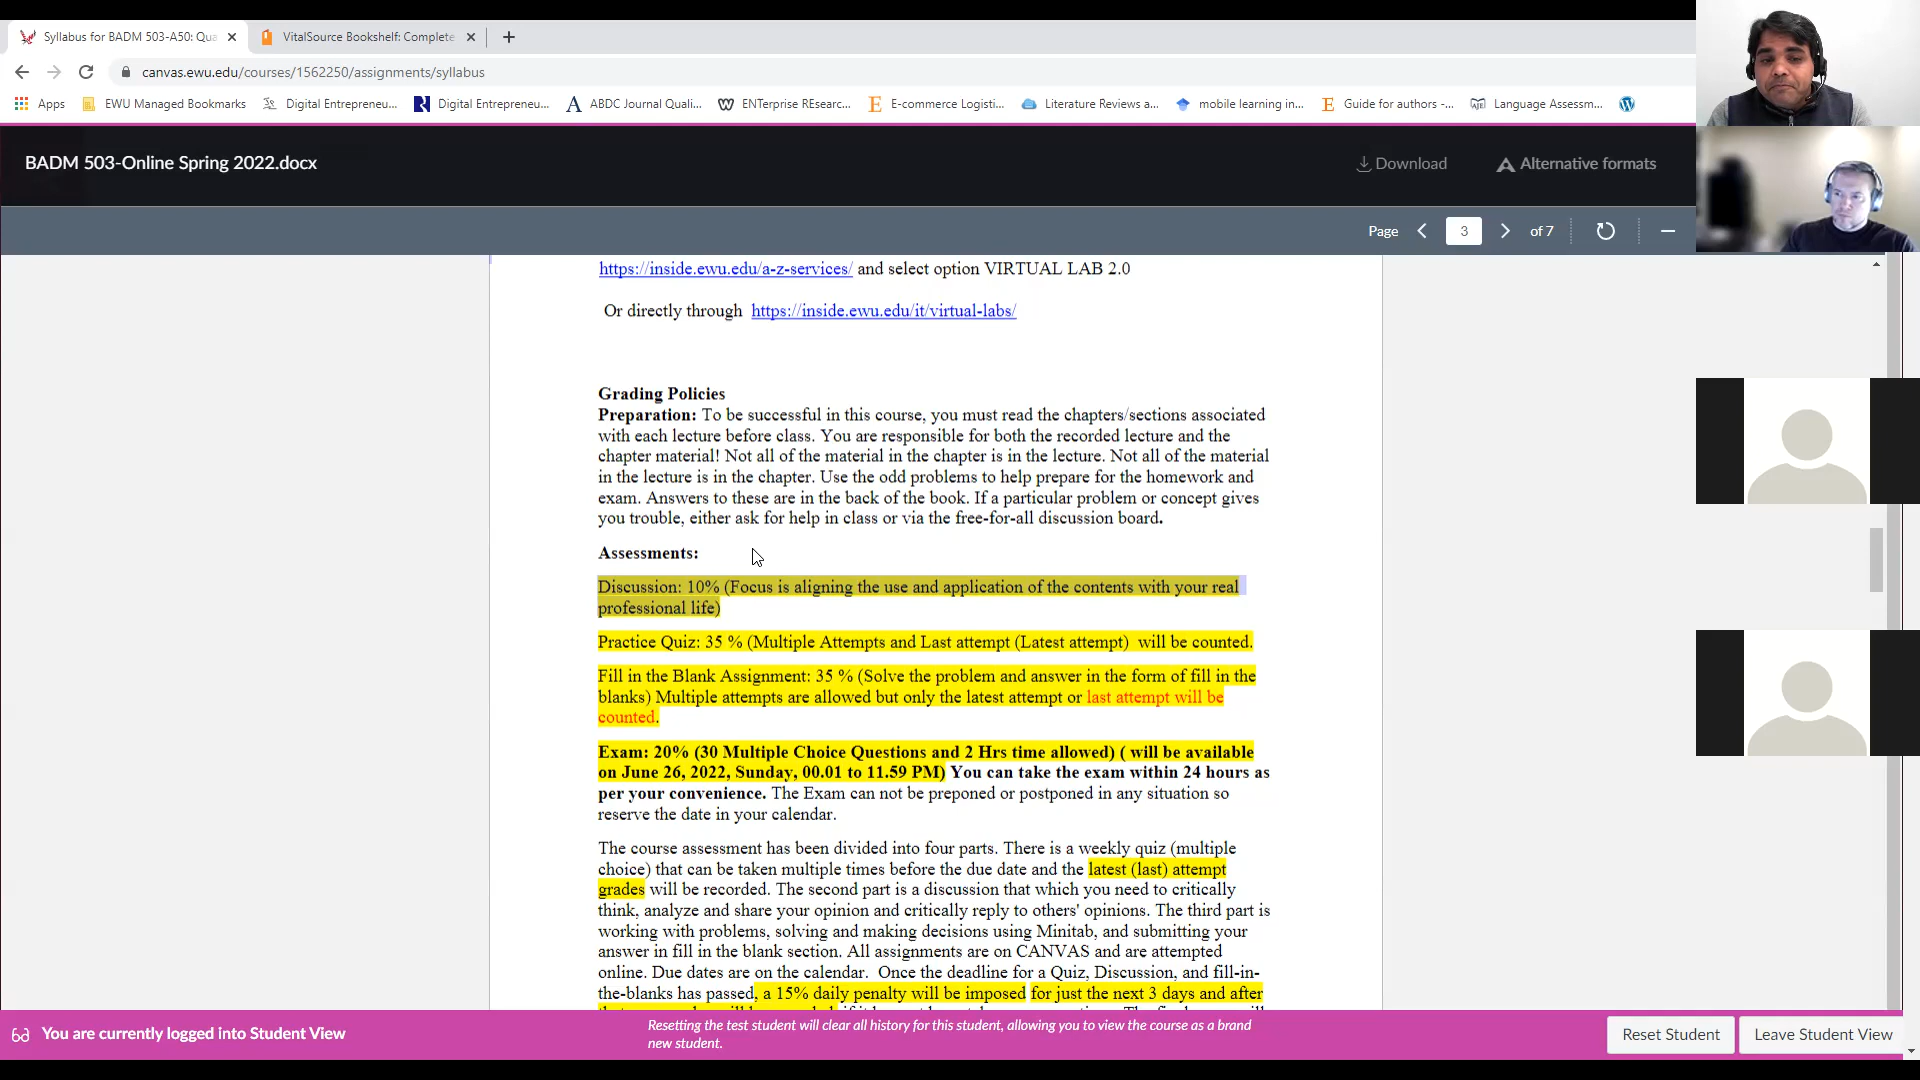 Syllabus for BADM 503-A50: Qua
VitalSource Bookshelf: Complete
canvas.ewu.edu/courses/1562250/assignments/syllabus
Apps
EWU Managed Bookmarks
Digital Entrepreneu...
Digital Entrepreneu...
ABDC Journal Quali...
ENTerprise REsearc...
E-commerce Logisti...
Literature Reviews a...
mobile learning in...
Guide for authors -...
Language Assessm...
BADM 503-Online Spring 2022.docx
Download
Alternative formats
Page
3
of 7
https://inside.ewu.edu/a-z-services/ and select option VIRTUAL LAB 2.0
Or directly through https://inside.ewu.edu/it/virtual-labs/
Grading Policies
Preparation: To be successful in this course, you must read the chapters/sections associated
with each lecture before class. You are responsible for both the recorded lecture and the
chapter material! Not all of the material in the chapter is in the lecture. Not all of the material
in the lecture is in the chapter. Use the odd problems to help prepare for the homework and
exam. Answers to these are in the back of the book. If a particular problem or concept gives
you trouble, either ask for help in class or via the free-for-all discussion board.
Assessments:
Discussion: 10% (Focus is aligning the use and application of the contents with your real
professional life)
Practice Quiz: 35 % (Multiple Attempts and Last attempt (Latest attempt) will be counted.
Fill in the Blank Assignment: 35 % (Solve the problem and answer in the form of fill in the
blanks) Multiple attempts are allowed but only the latest attempt or last attempt will be
counted.
Exam: 20% (30 Multiple Choice Questions and 2 Hrs time allowed) ( will be available
on June 26, 2022, Sunday, 00.01 to 11.59 PM) You can take the exam within 24 hours as
per your convenience. The Exam can not be preponed or postponed in any situation so
reserve the date in your calendar.
The course assessment has been divided into four parts. There is a weekly quiz (multiple
choice) that can be taken multiple times before the due date and the latest (last) attempt
grades will be recorded. The second part is a discussion that which you need to critically
think, analyze and share your opinion and critically reply to others' opinions. The third part is
working with problems, solving and making decisions using Minitab, and submitting your
answer in fill in the blank section. All assignments are on CANVAS and are attempted
online. Due dates are on the calendar. Once the deadline for a Quiz, Discussion, and fill-in-
the-blanks has passed, a 15% daily penalty will be imposed for just the next 3 days and after
You are currently logged into Student View
Resetting the test student will clear all history for this student, allowing you to view the course as a brand
new student.
Reset Student
Leave Student View